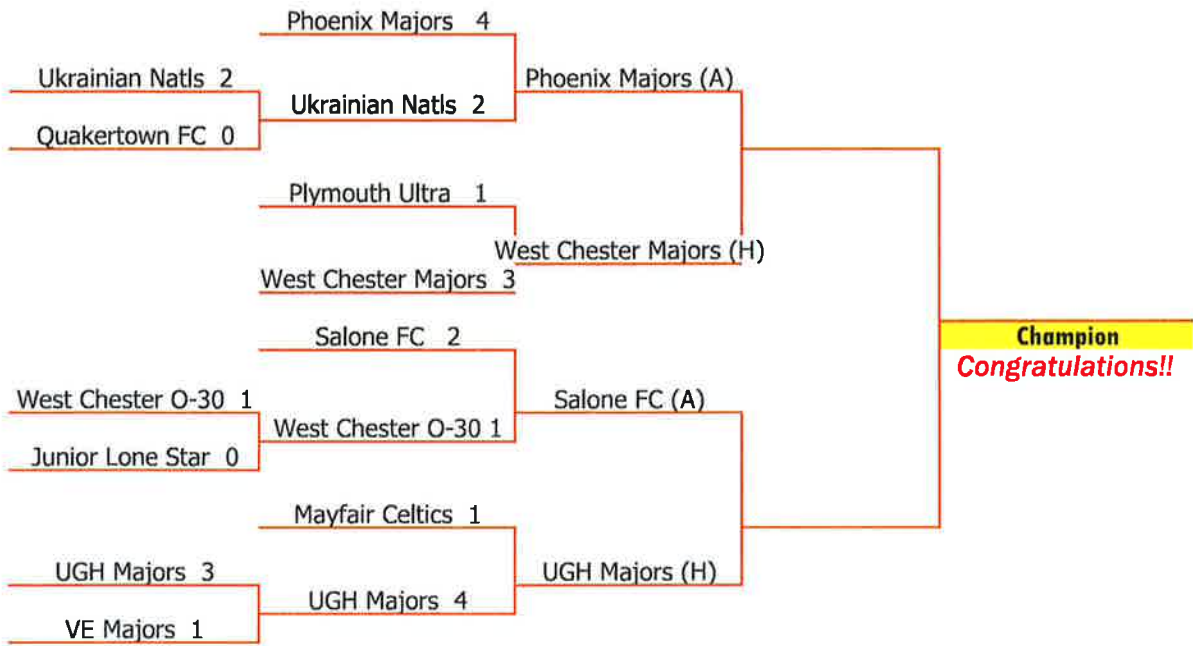 Phoenix Majors 4
Ukrainian Natls 2
Phoenix Majors (A)
Ukrainian Natls 2
Quakertown FC 0
Plymouth Ultra 1
West Chester Majors (H)
West Chester Majors 3
Salone FC 2
Champion
Congratulations!!
West Chester O-30 1
Salone FC (A)
West Chester O-30 1
Junior Lone Star 0
Mayfair Celtics 1
UGH Majors 3
UGH Majors (H)
UGH Majors 4
VE Majors 1